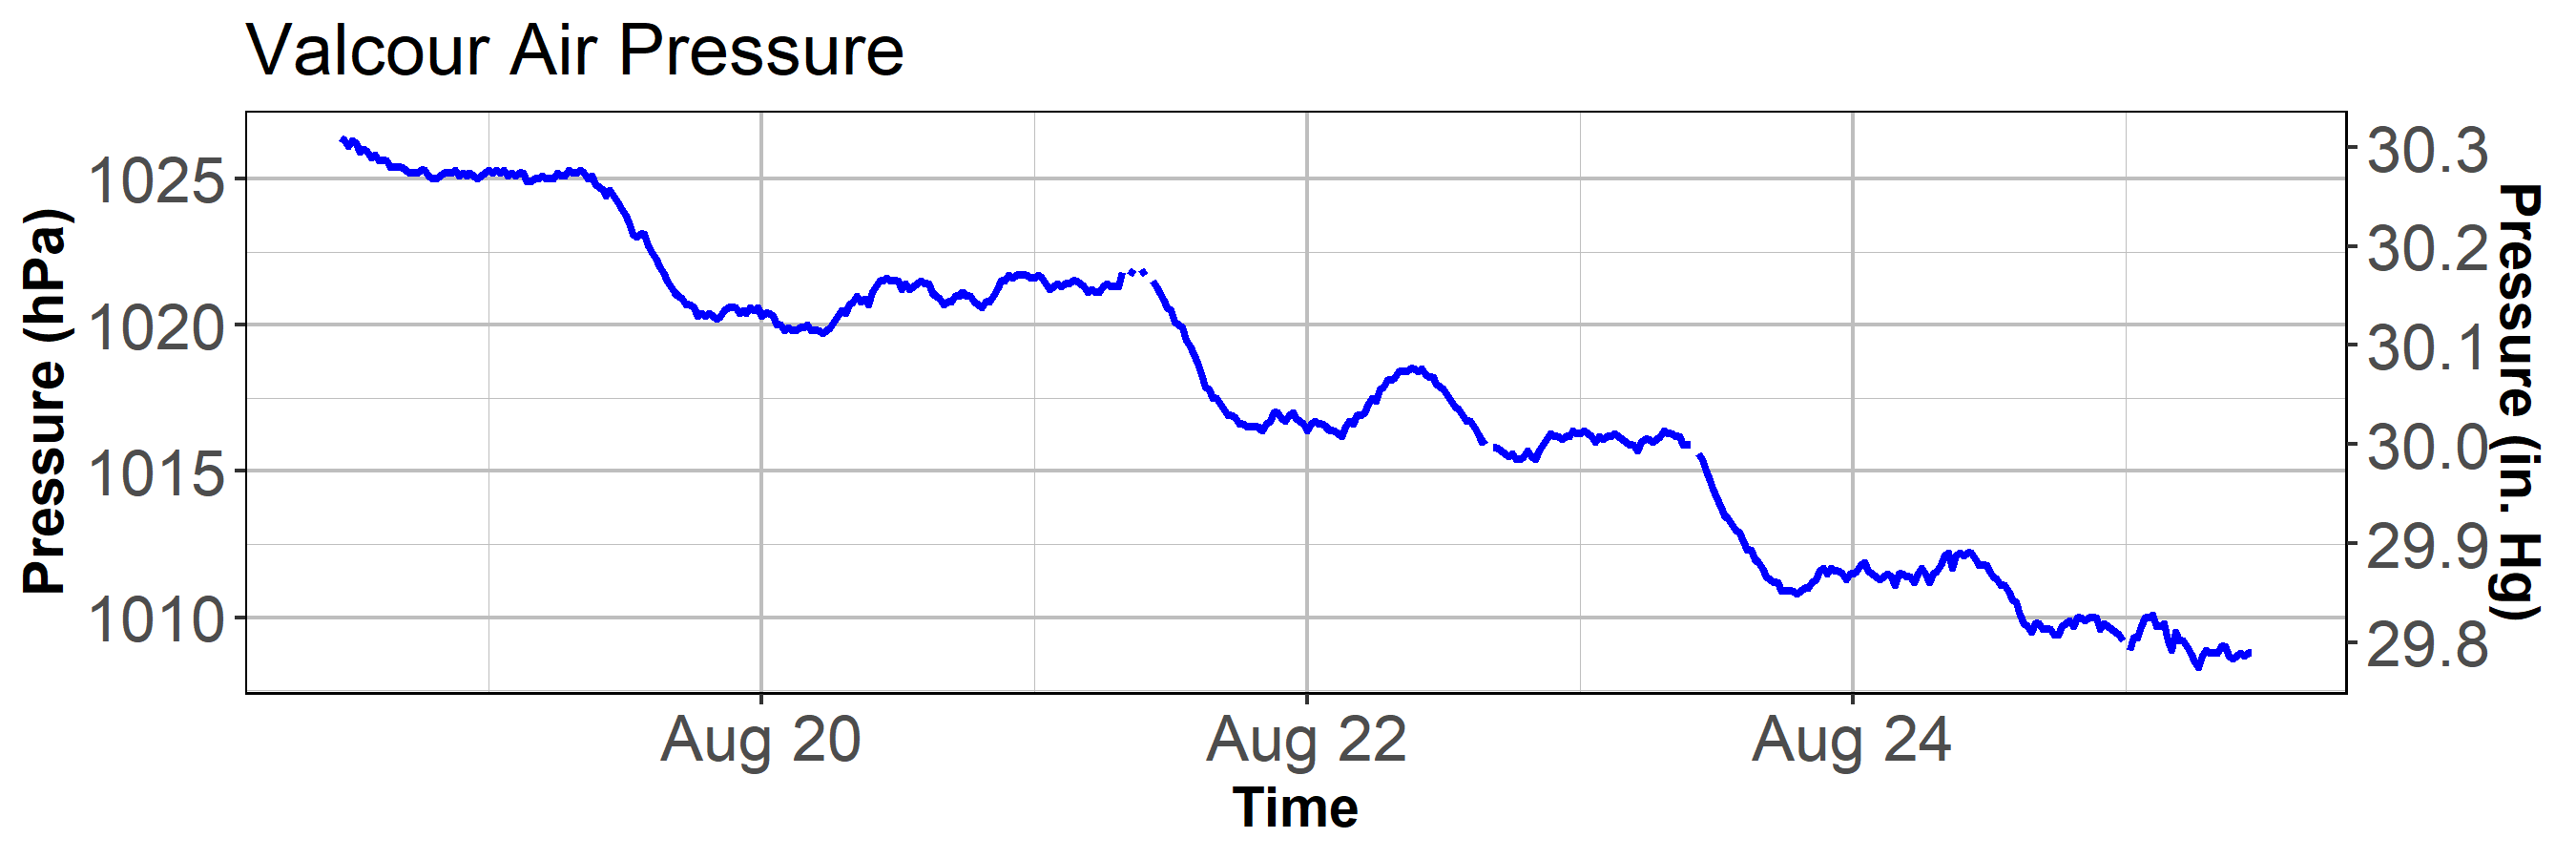 Valcour Air Pressure
Pressure (hPa)
1025
1020
1015
1010
30.3
30.2
30.1
30.0
29.9
29.8
Pressure (in. Hg)
Aug 20 Aug 22 Aug 24
Time